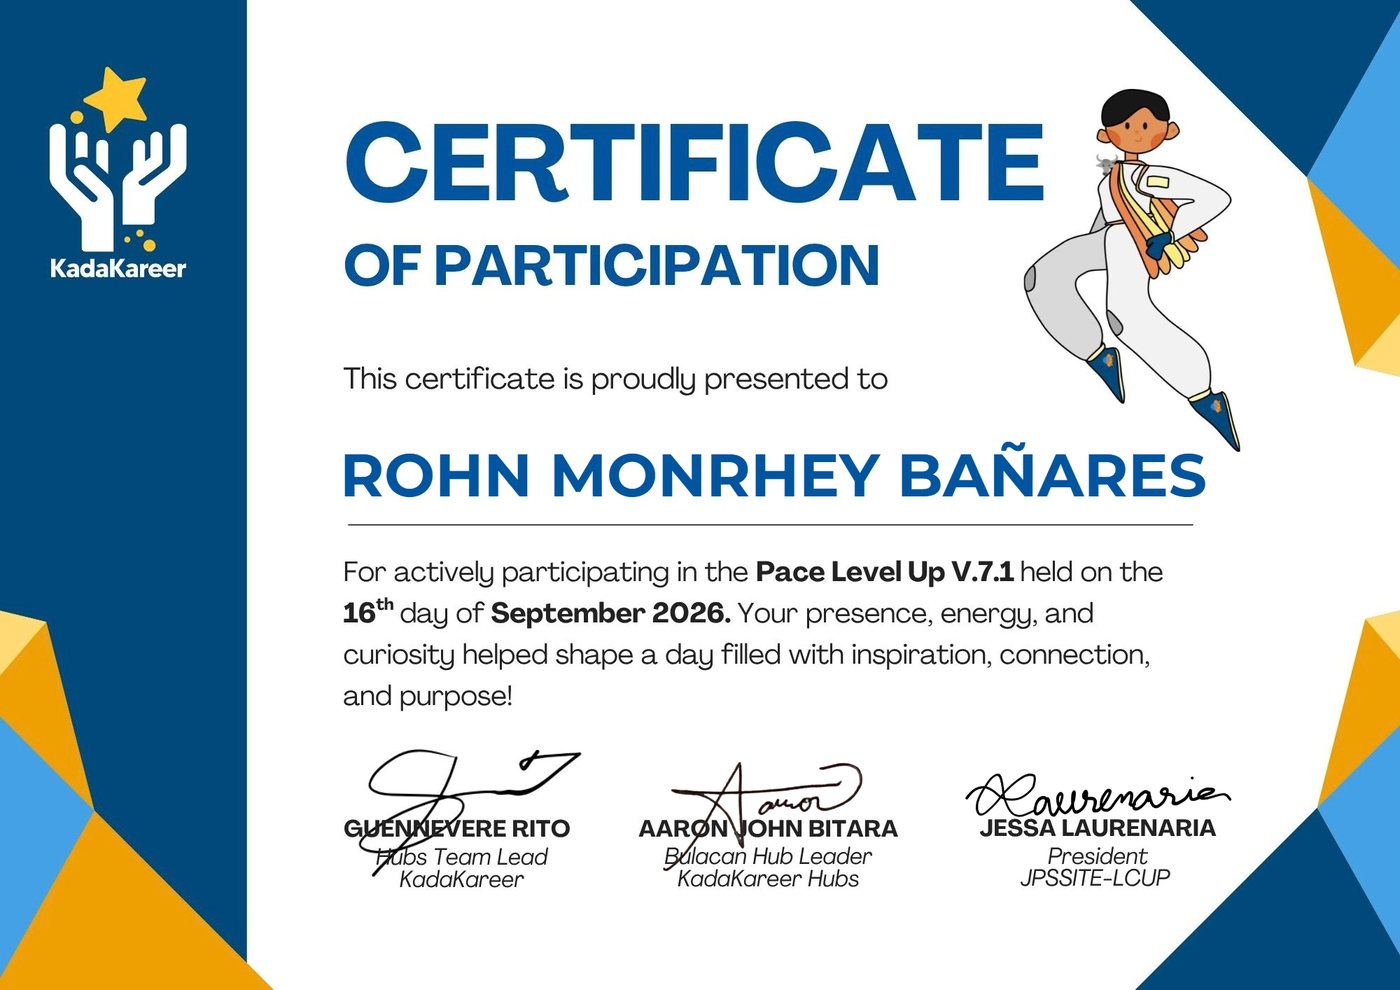 KadaKareer
CERTIFICATE
OF PARTICIPATION
This certificate is proudly presented to
ROHN MONRHEY BAÑARES
For actively participating in the Pace Level Up V.7.1 held on the
16th day of September 2026. Your presence, energy, and
curiosity helped shape a day filled with inspiration, connection,
and purpose!
Aaron
Laurenaria
GUENNEVERE RITO
AARON JOHN BITARA
JESSA LAURENARIA
Hubs Team Lead
Bulacan Hub Leader
President
KadaKareer
KadaKareer Hubs
JPSSITE-LCUP